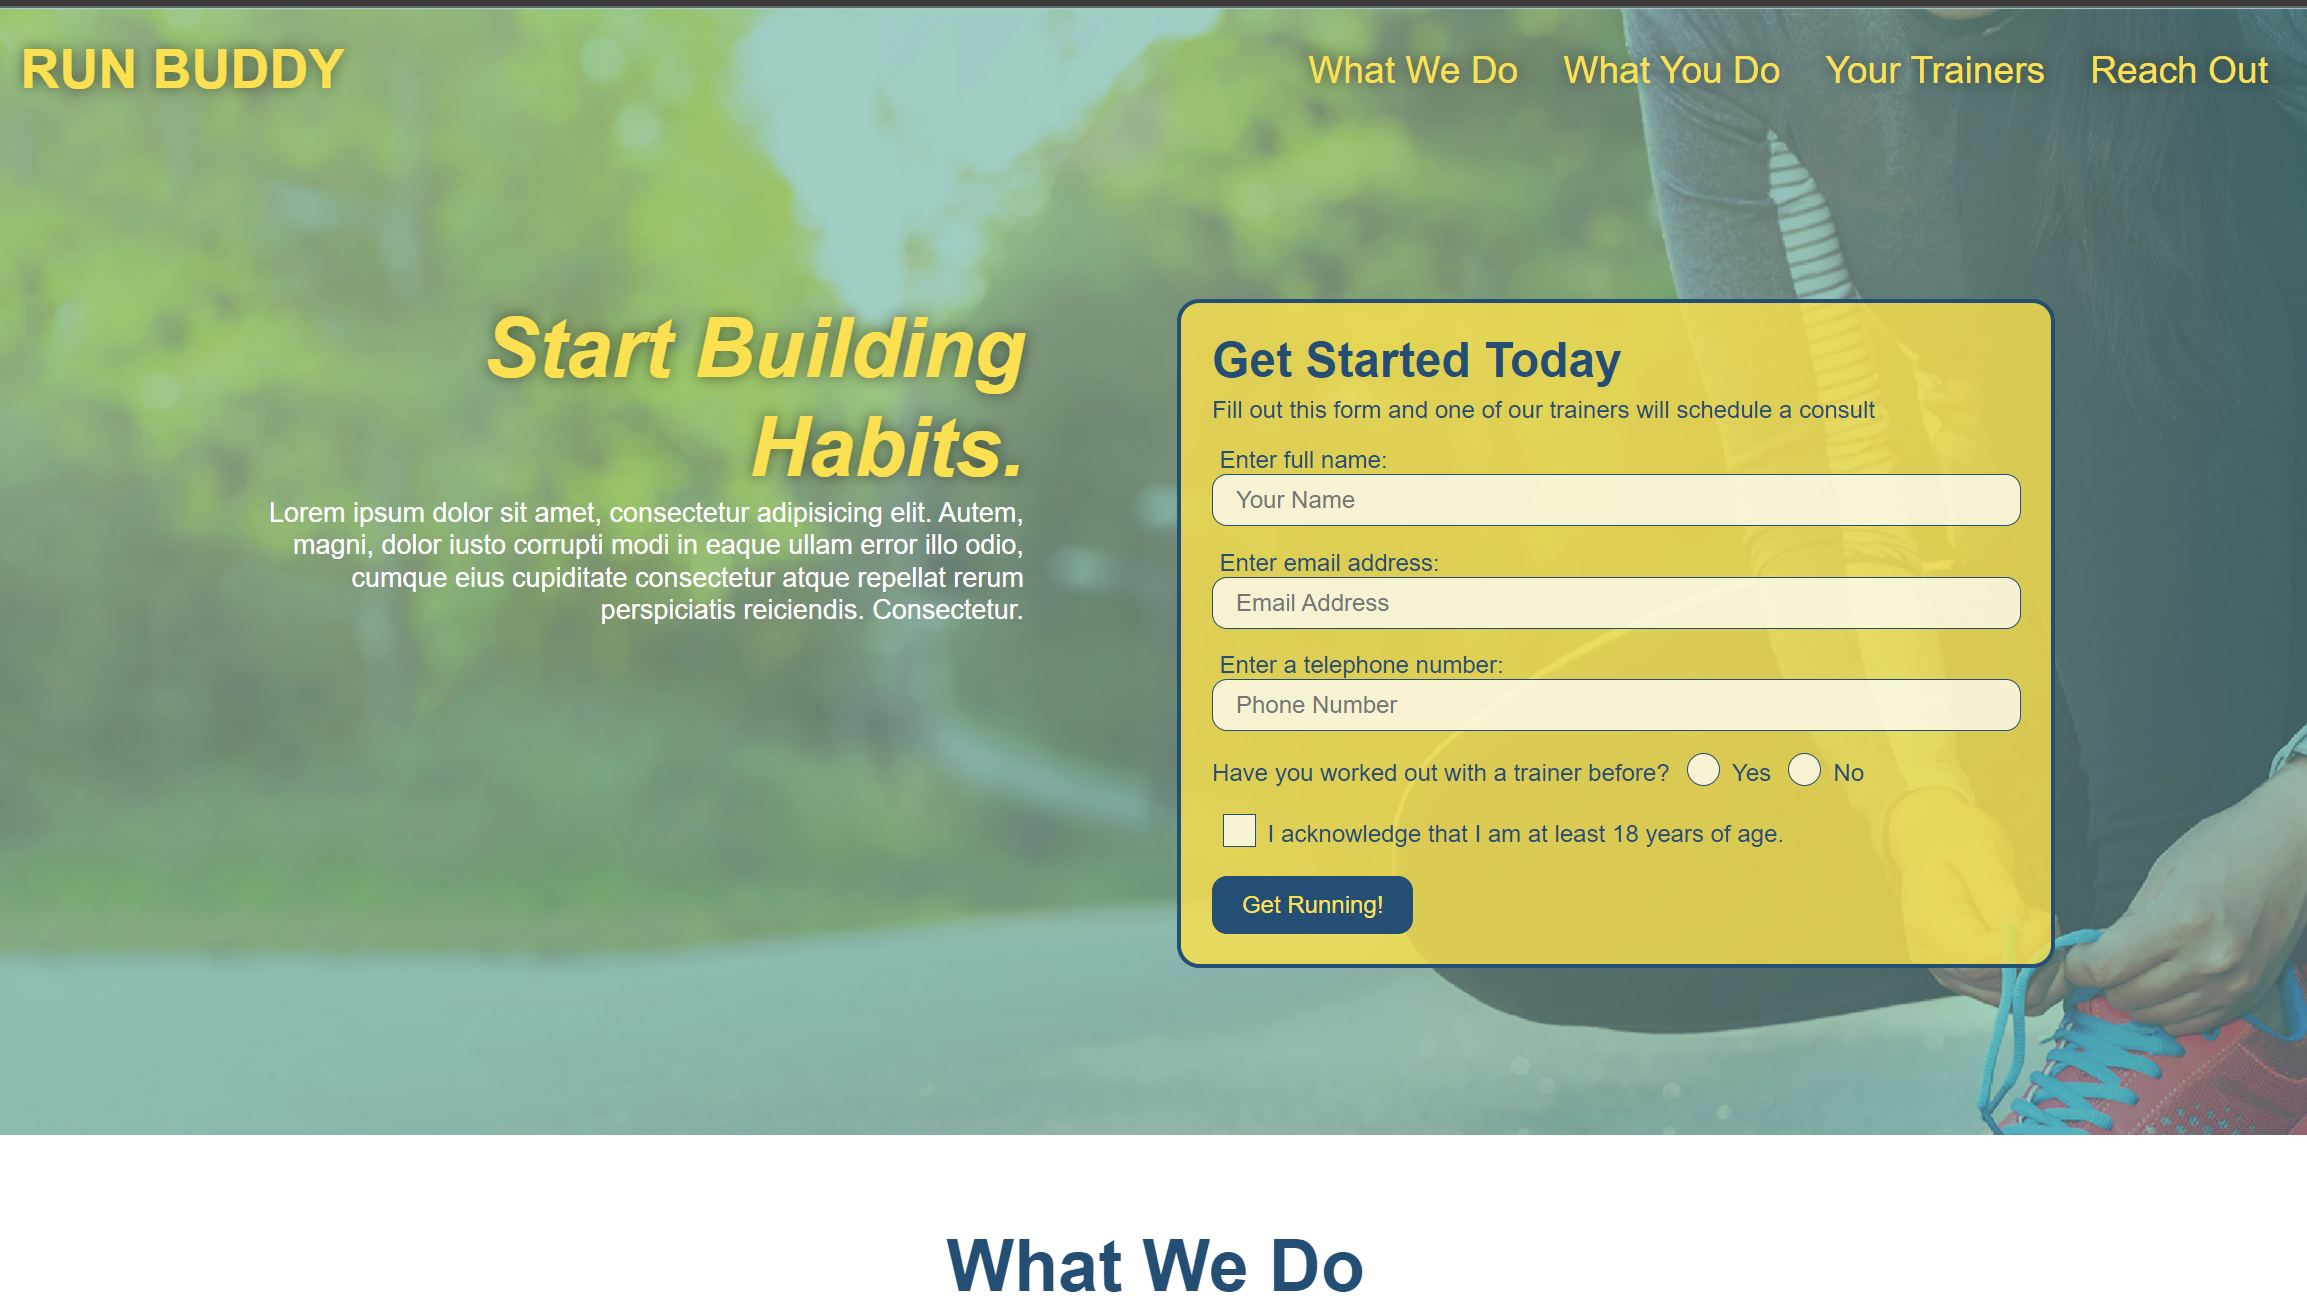 RUN BUDDY
What We Do
What You Do
Your Trainers
Reach Out
Start Building
Habits.
Lorem ipsum dolor sit amet, consectetur adipisicing elit. Autem,
magni, dolor iusto corrupti modi in eaque ullam error illo odio,
cumque eius cupiditate consectetur atque repellat rerum
perspiciatis reiciendis. Consectetur.
Get Started Today
Fill out this form and one of our trainers will schedule a consult
Enter full name:
Your Name
Enter email address:
Email Address
Enter a telephone number:
Phone Number
Have you worked out with a trainer before? Yes No
I acknowledge that I am at least 18 years of age.
Get Running!
What We Do